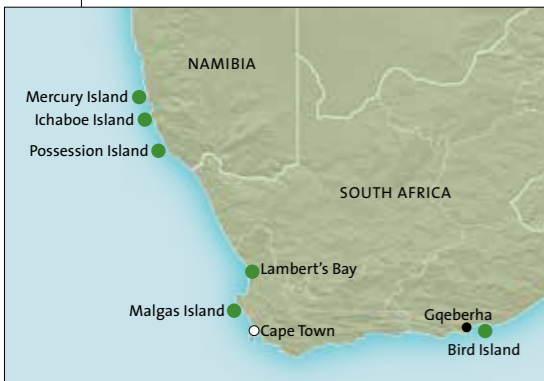 NAMIBIA
Mercury Island
Ichaboe Island
Possession Island
SOUTH AFRICA
Lambert's Bay
Malgas Island
Cape Town
Gqeberha
Bird Island